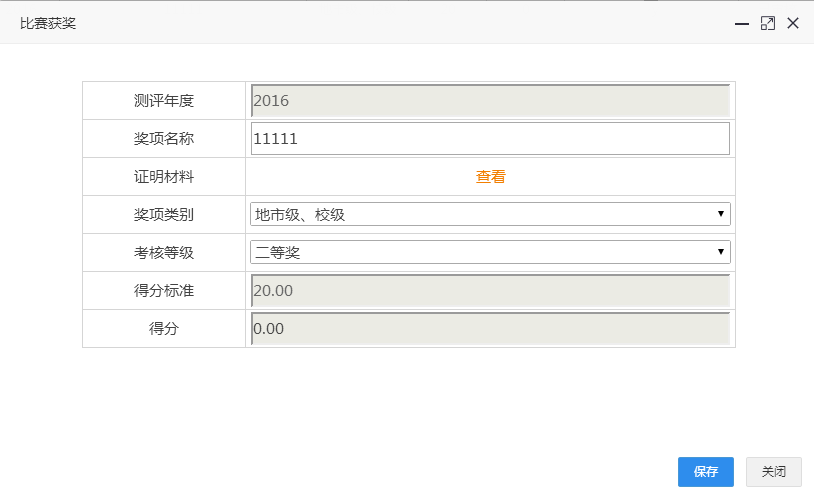 比赛获奖
测评年度 2016
奖项名称 11111
证明材料 查看
奖项类别 地市级、校级
考核等级 二等奖
得分标准 20.00
得分 0.00
保存 关闭